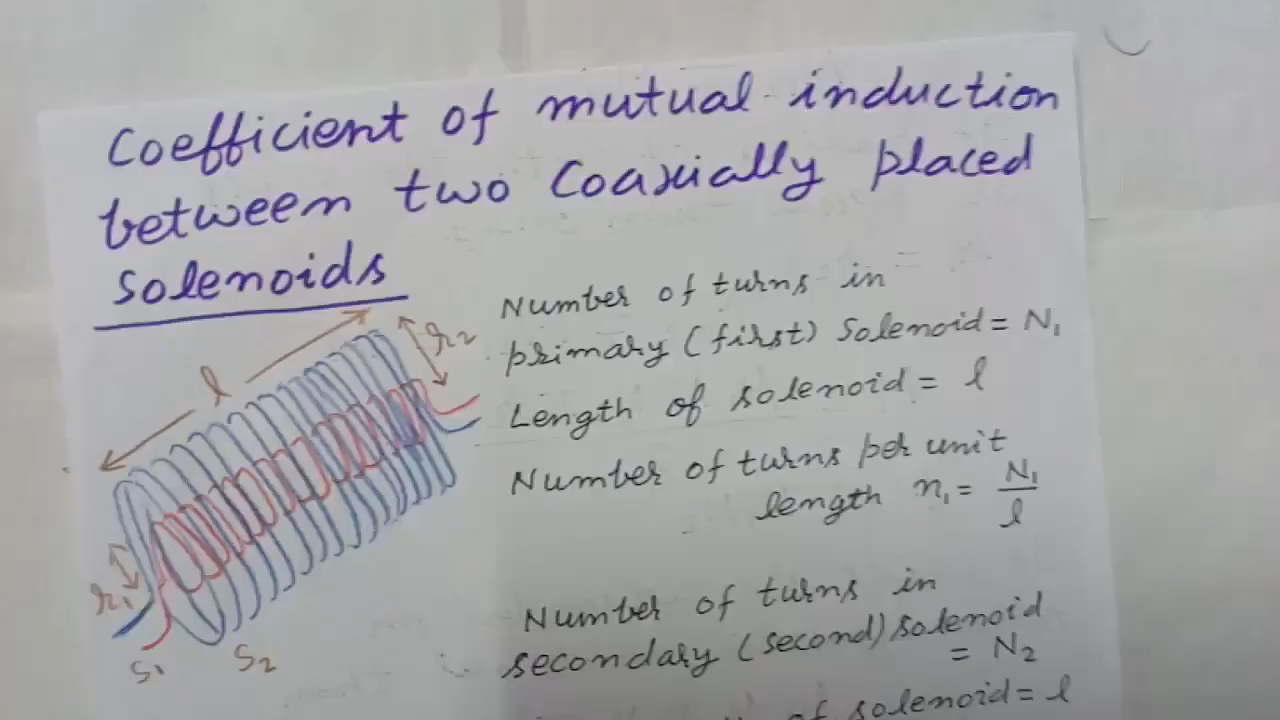 Coefficient of mutual induction
between two Coaxially placed
solenoids
l
r2
r1
S1
S2
Number of turns in
primary (first) Solenoid = N1
Length of solenoid = l
Number of turns per unit
length n1 = N1/l
Number of turns in
secondary (second) solenoid
= N2
of solenoid = l